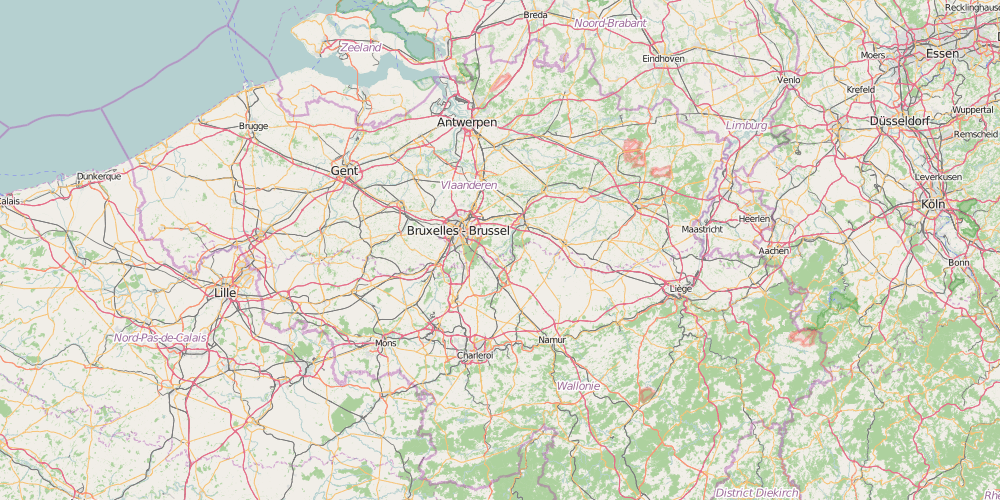 Recklinghause
Breda
Noord-Brabant
Zeeland
Eindhoven
Moers
Essen
Venlo
Krefeld
Wuppertal
Brugge
Antwerpen
Limburg
Düsseldorf
Remscheid
Gent
Dunkerque
Leverkusen
Vlaanderen
Calais
Köln
Heerlen
Maastricht
Bruxelles - Brussel
Aachen
Bonn
Liège
Lille
Nord-Pas-de-Calais
Mons
Namur
Charleroi
Wallonie
District Diekirch
Rhe